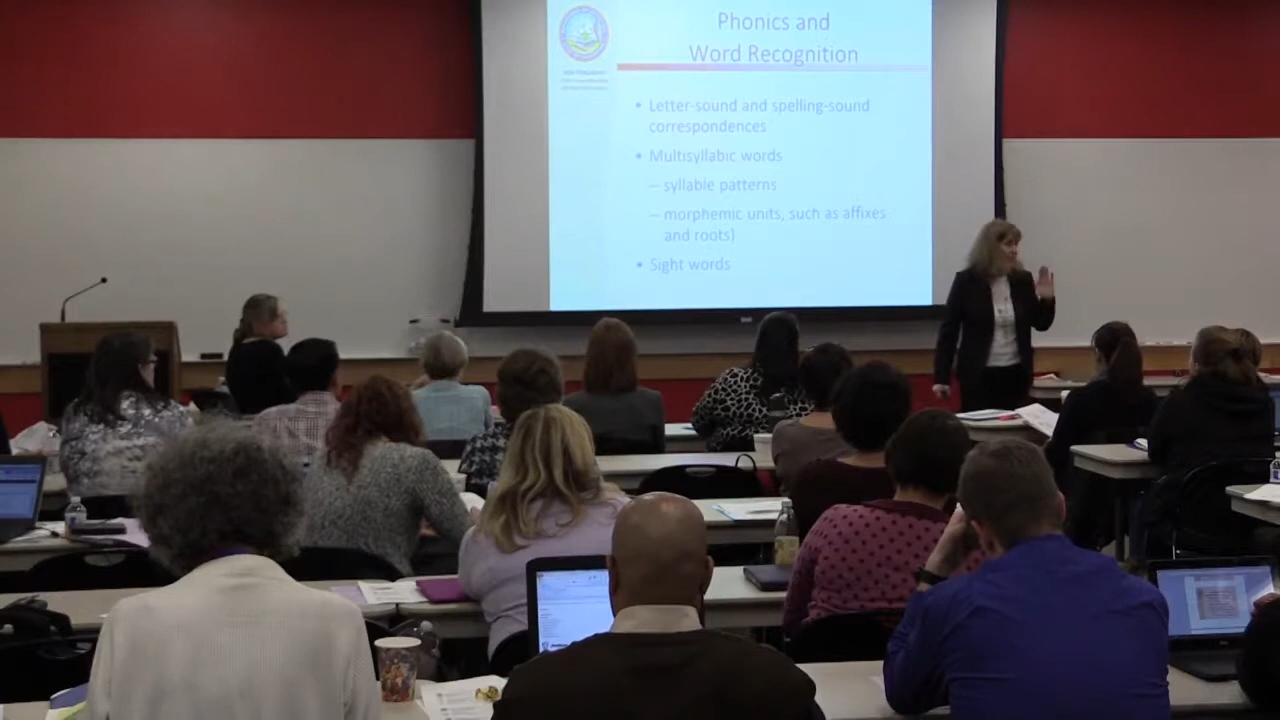 Phonics and
Word Recognition
• Letter-sound and spelling-sound
correspondences
• Multisyllabic words
– syllable patterns
– morphemic units, such as affixes
and roots)
• Sight words